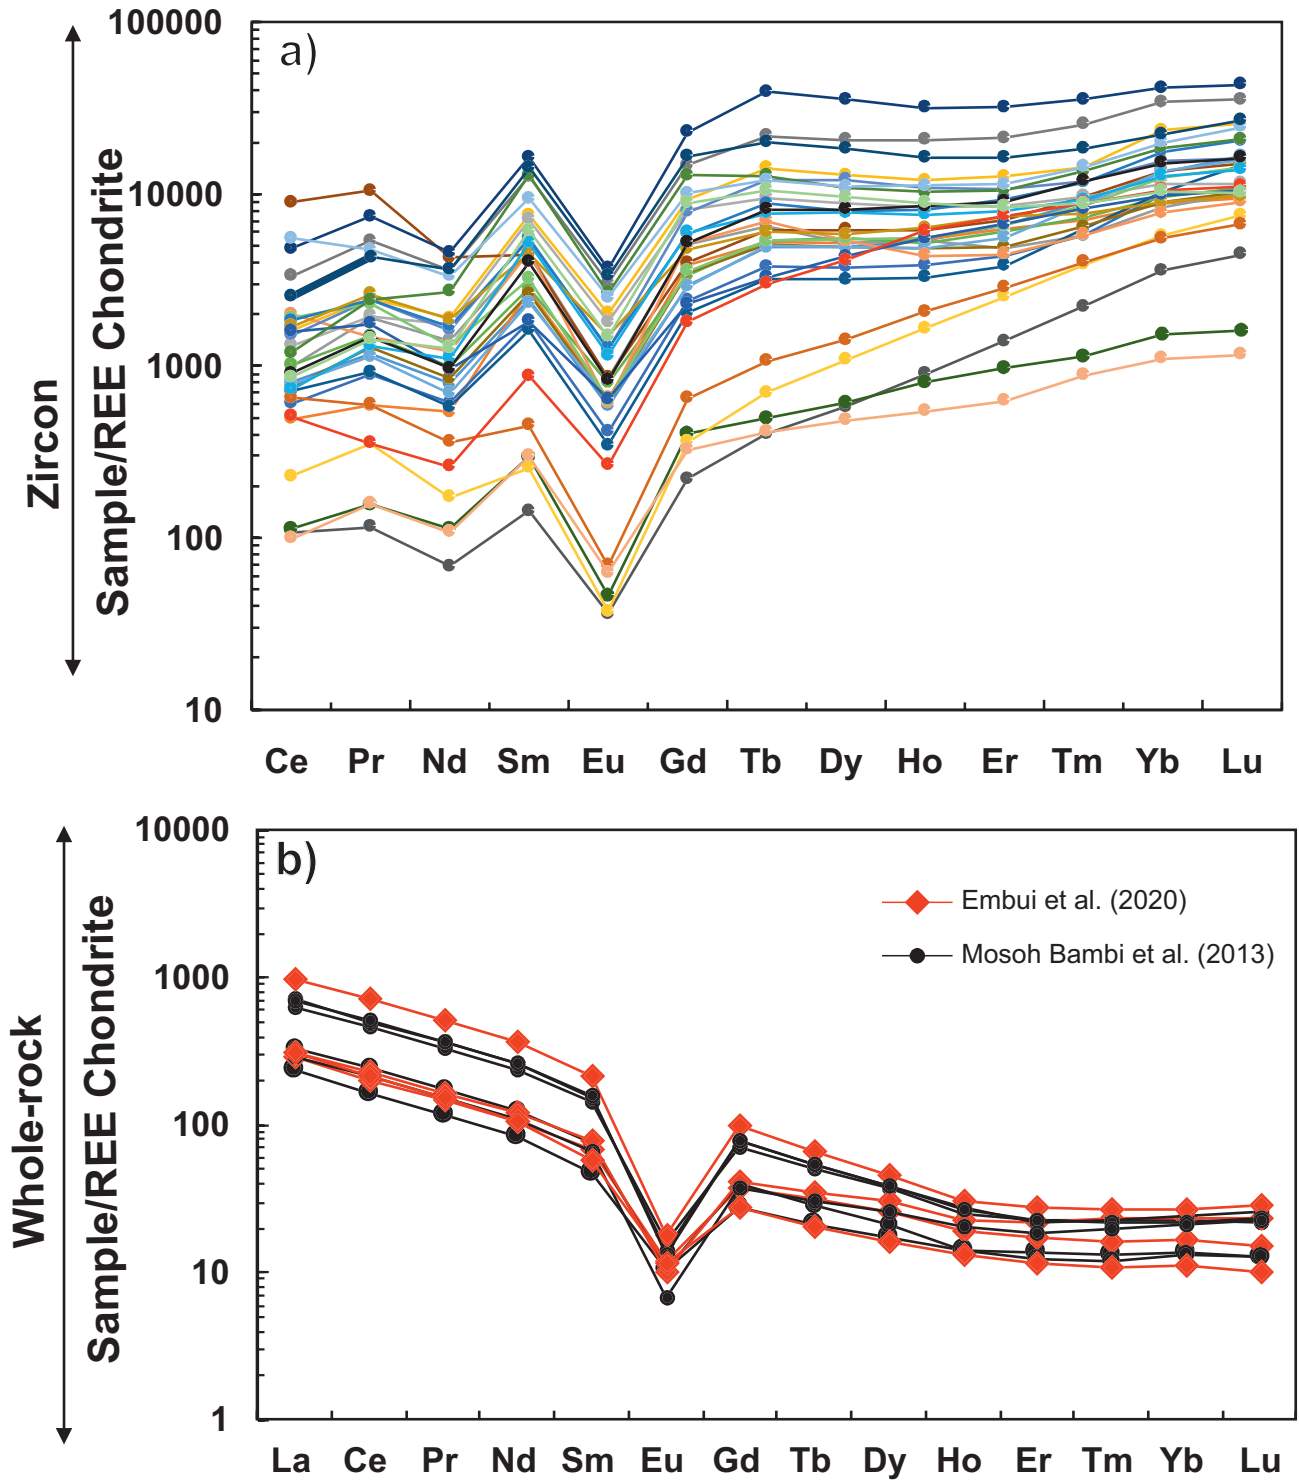 a)
Zircon
Sample/REE Chondrite
100000
10000
1000
100
10
Ce Pr Nd Sm Eu Gd Tb Dy Ho Er Tm Yb Lu
b)
Whole-rock
Sample/REE Chondrite
10000
1000
100
10
1
Embui et al. (2020)
Mosoh Bambi et al. (2013)
La Ce Pr Nd Sm Eu Gd Tb Dy Ho Er Tm Yb Lu